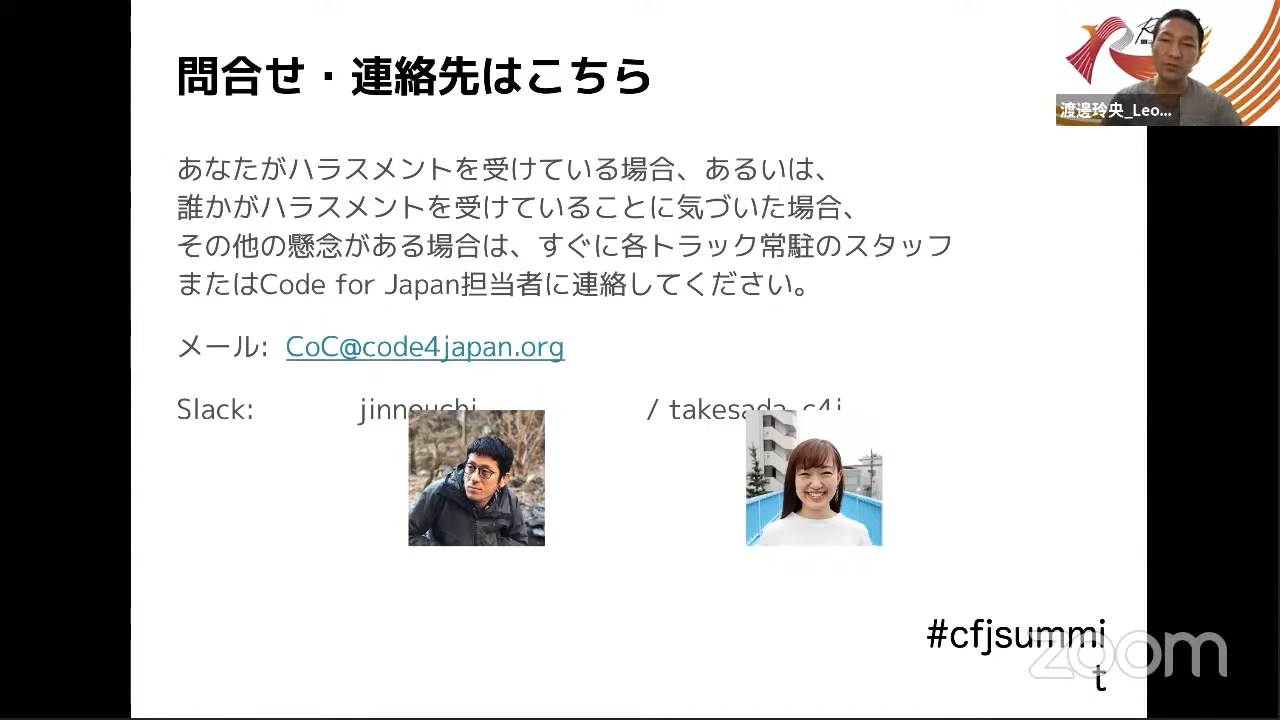 問合せ・連絡先はこちら
渡邊玲央_Leo...
あなたがハラスメントを受けている場合、あるいは、
誰かがハラスメントを受けていることに気づいた場合、
その他の懸念がある場合は、すぐに各トラック常駐のスタッフ
またはCode for Japan担当者に連絡してください。
メール: CoC@code4japan.org
Slack: jinnouchi / takesada_c4j
#cfjsummi
t
zoom